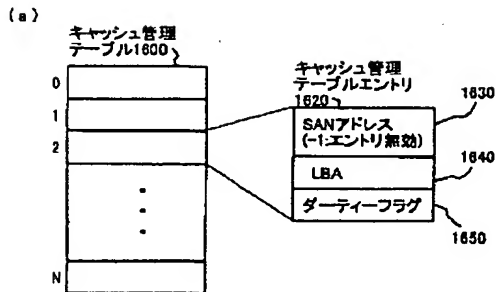 (a)
キャッシュ管理
テーブル1600
0
1
2
N
キャッシュ管理
テーブルエントリ
1620
1630
SANアドレス
(-1:エントリ無効)
1640
LBA
ダーティーフラグ
1650